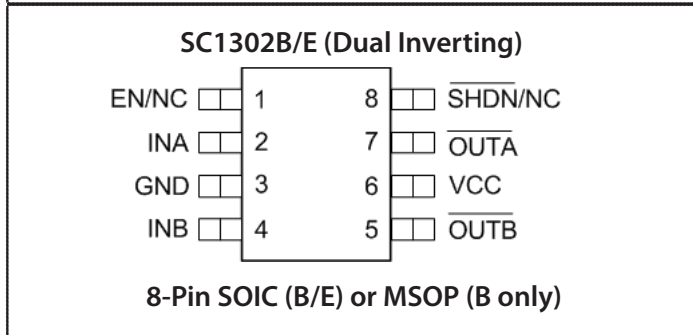 SC1302B/E (Dual Inverting)
EN/NC 1 8 SHDN/NC
INA 2 7 OUTA
GND 3 6 VCC
INB 4 5 OUTB
8-Pin SOIC (B/E) or MSOP (B only)